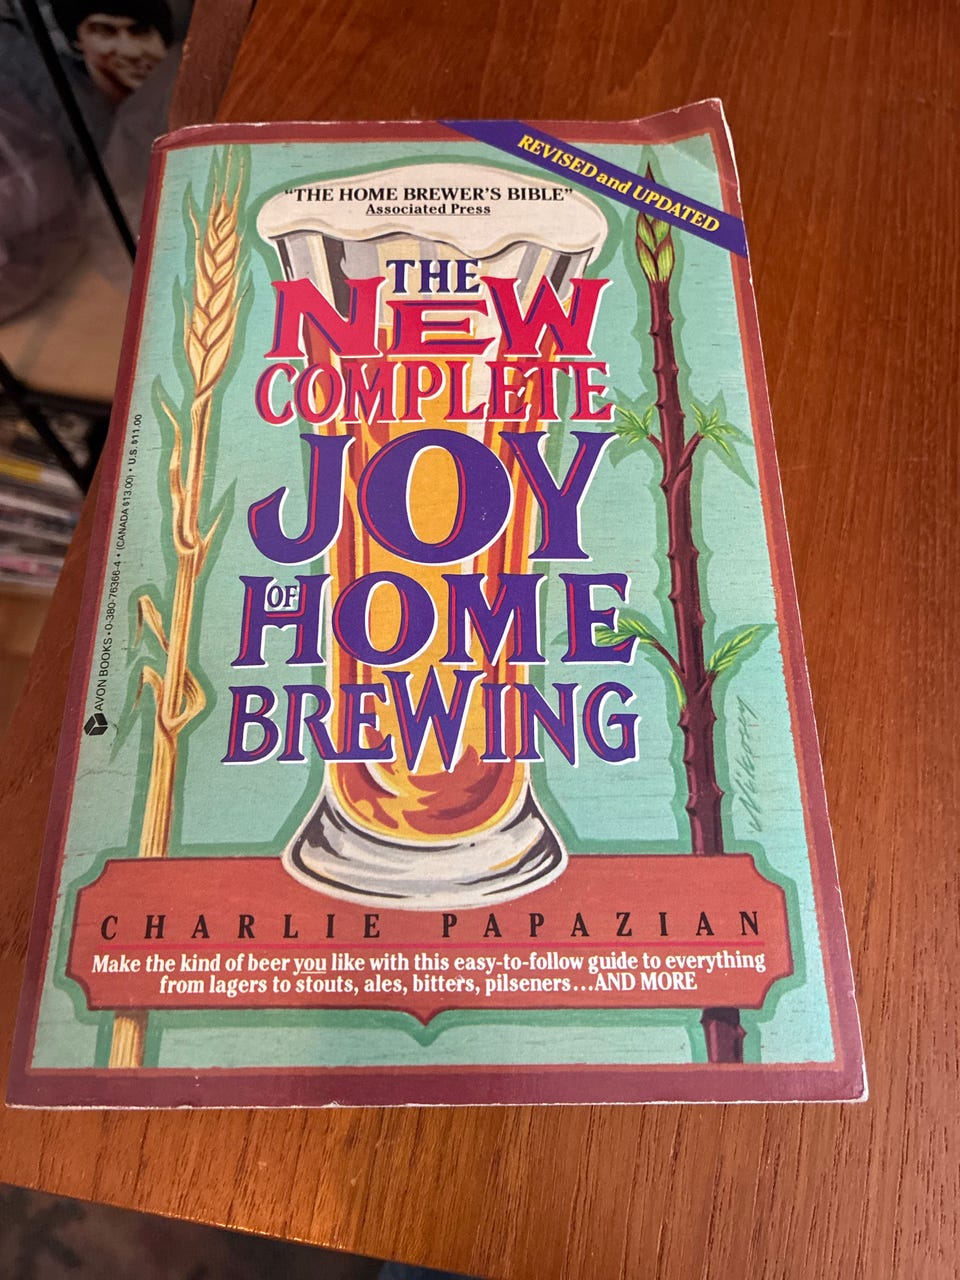 REVISED and UPDATED
"THE HOME BREWER'S BIBLE"
Associated Press
THE
NEW
COMPLETE
JOY
OF HOME
BREWING
AVON BOOKS • 0-380-76366-4 • (CANADA $13.00) • U.S. $11.00
CHARLIE PAPAZIAN
Make the kind of beer you like with this easy-to-follow guide to everything
from lagers to stouts, ales, bitters, pilseners...AND MORE